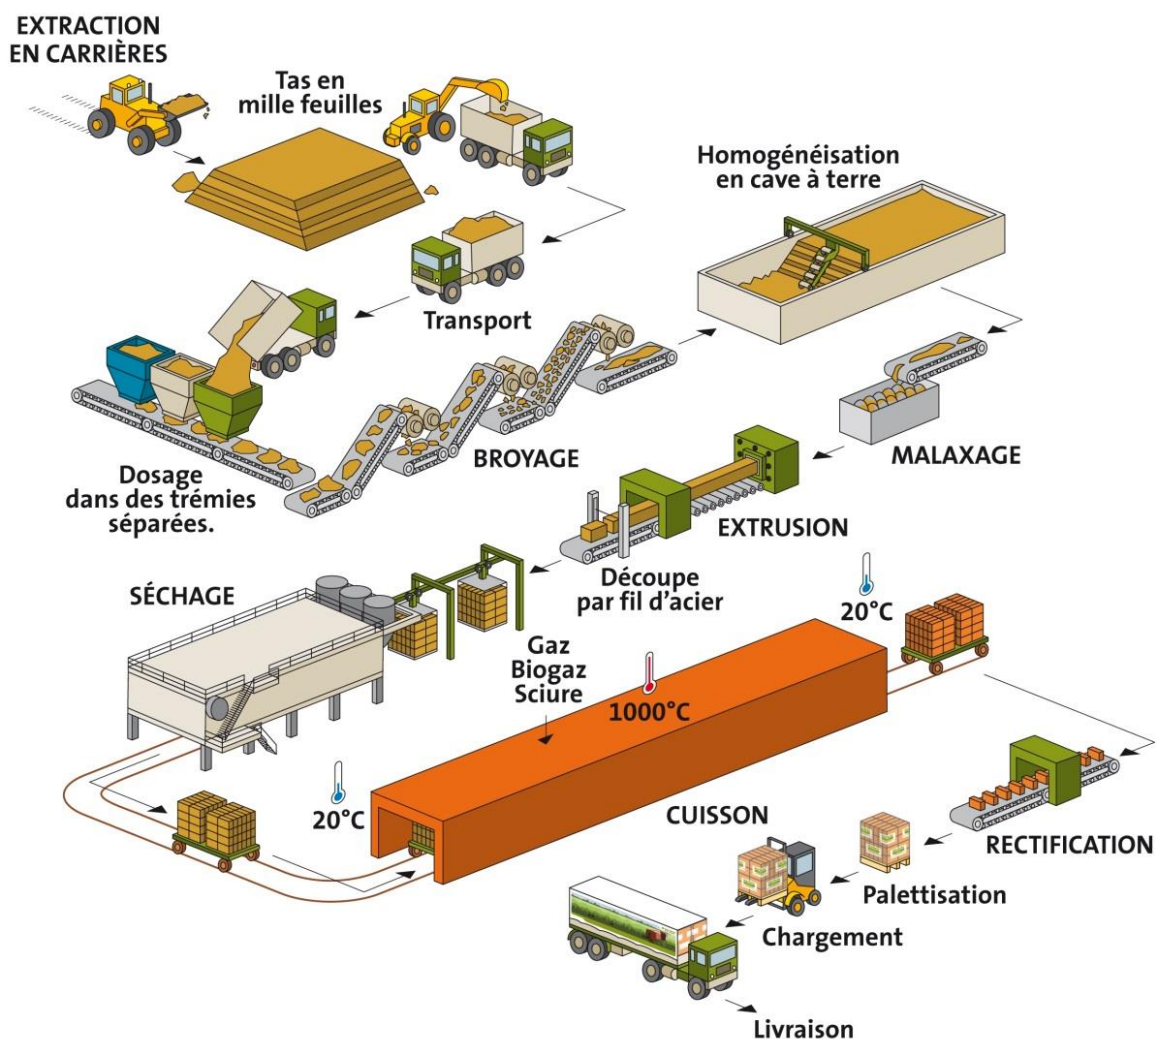 EXTRACTION
EN CARRIÈRES
Tas en
mille feuilles
Homogénéisation
en cave à terre
Transport
Dosage
dans des trémies
séparées.
BROYAGE
MALAXAGE
EXTRUSION
Découpe
par fil d'acier
SÉCHAGE
20°C
Gaz
Biogaz
Sciure
1000°C
20°C
CUISSON
RECTIFICATION
Palettisation
Chargement
Livraison